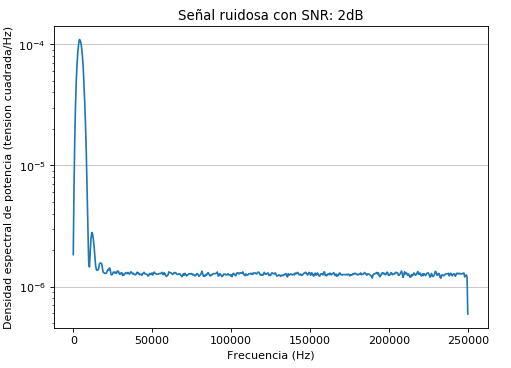 Señal ruidosa con SNR: 2dB
Densidad espectral de potencia (tension cuadrada/Hz)
10⁻⁴
10⁻⁵
10⁻⁶
0 50000 100000 150000 200000 250000
Frecuencia (Hz)